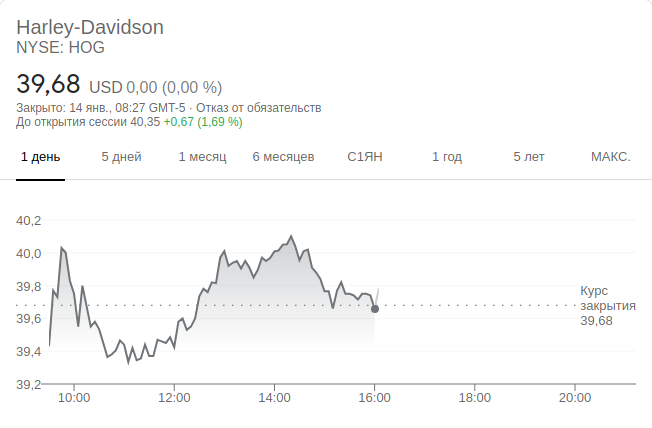 Harley-Davidson
NYSE: HOG
39,68 USD 0,00 (0,00 %)
Закрыто: 14 янв., 08:27 GMT-5 · Отказ от обязательств
До открытия сессии 40,35 +0,67 (1,69 %)
1 день 5 дней 1 месяц 6 месяцев С1ЯН 1 год 5 лет МАКС.
40,2
40,0
39,8
39,6
39,4
39,2
Курс
закрытия
39,68
10:00 12:00 14:00 16:00 18:00 20:00